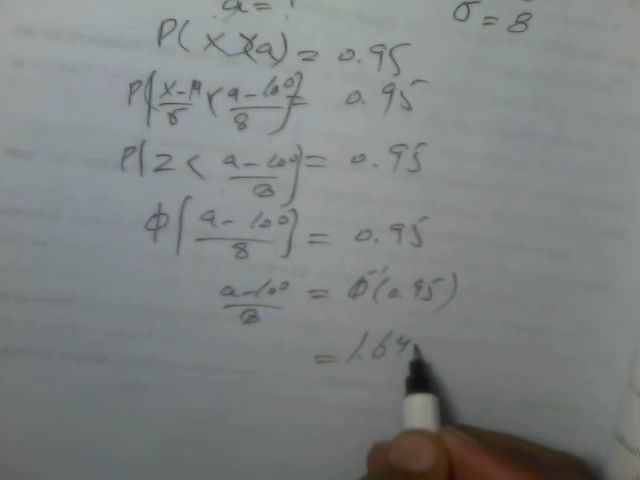 a = ?
σ = 8
P( X < a) = 0.95
P( X-μ/σ < a-100/8 ) = 0.95
P( Z < a-100/8 ) = 0.95
Φ( a-100/8 ) = 0.95
a-100/8 = Φ⁻¹(0.95)
= 1.64